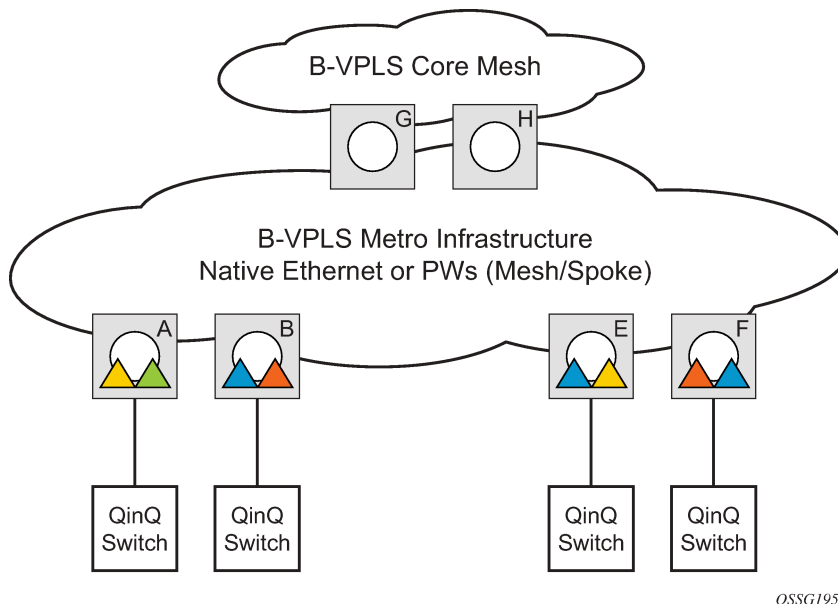 B-VPLS Core Mesh
G
H
B-VPLS Metro Infrastructure
Native Ethernet or PWs (Mesh/Spoke)
A
B
E
F
QinQ
Switch
QinQ
Switch
QinQ
Switch
QinQ
Switch
OSSG195